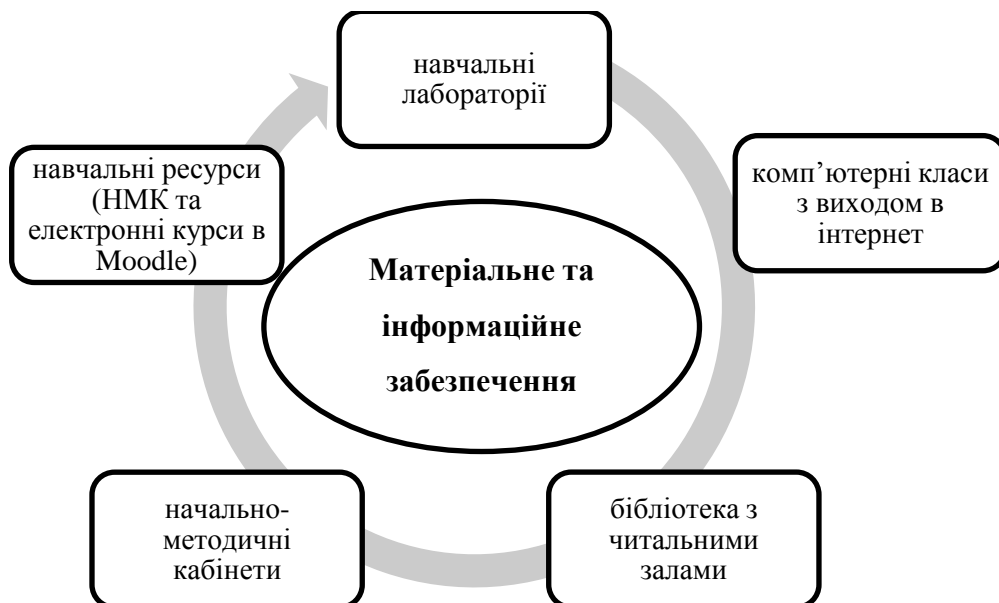 навчальні
лабораторії
комп’ютерні класи
з виходом в
інтернет
бібліотека з
читальними
залами
начально-
методичні
кабінети
навчальні ресурси
(НМК та
електронні курси в
Moodle)
Матеріальне та
інформаційне
забезпечення